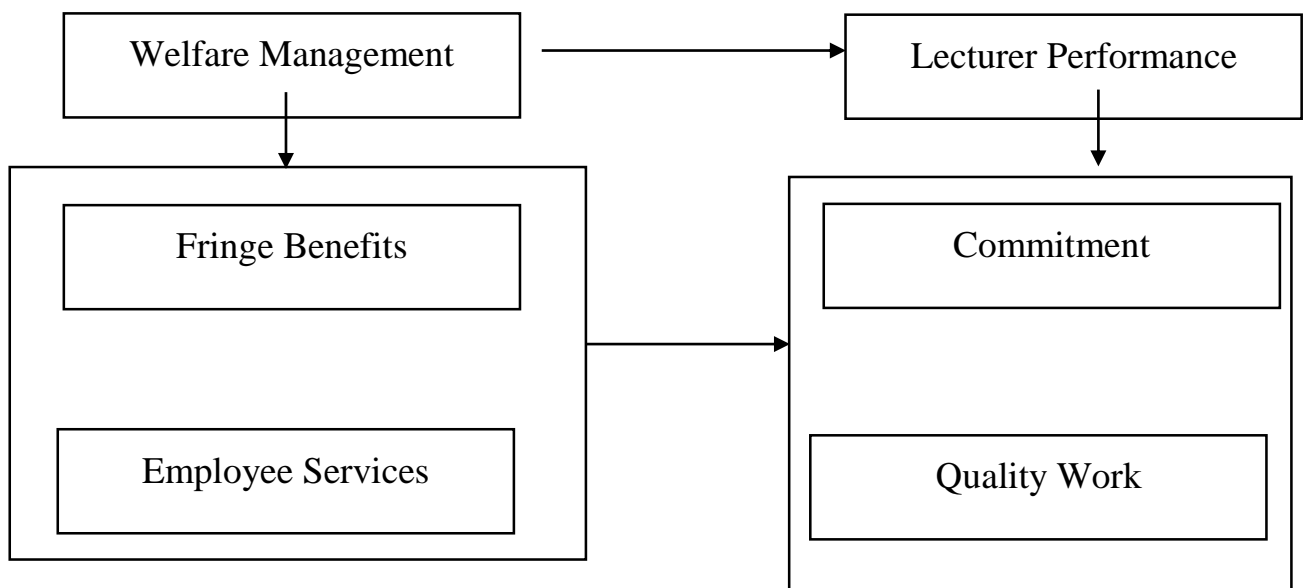 Welfare Management
Lecturer Performance
Fringe Benefits
Commitment
Employee Services
Quality Work